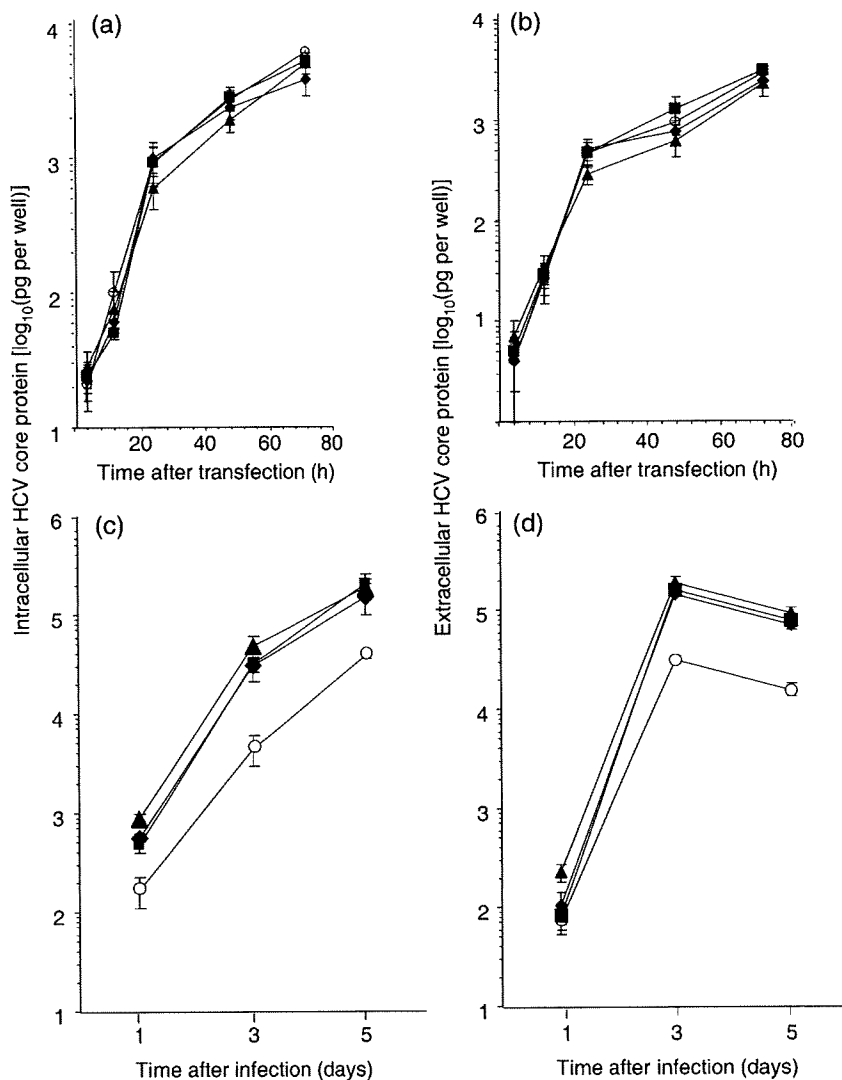 (a)
4
3
2
1
20 40 60 80
Time after transfection (h)
(b)
4
3
2
1
20 40 60 80
Time after transfection (h)
Intracellular HCV core protein [log10(pg per well)]
Extracellular HCV core protein [log10(pg per well)]
(c)
6
5
4
3
2
1
1 3 5
Time after infection (days)
(d)
6
5
4
3
2
1
1 3 5
Time after infection (days)